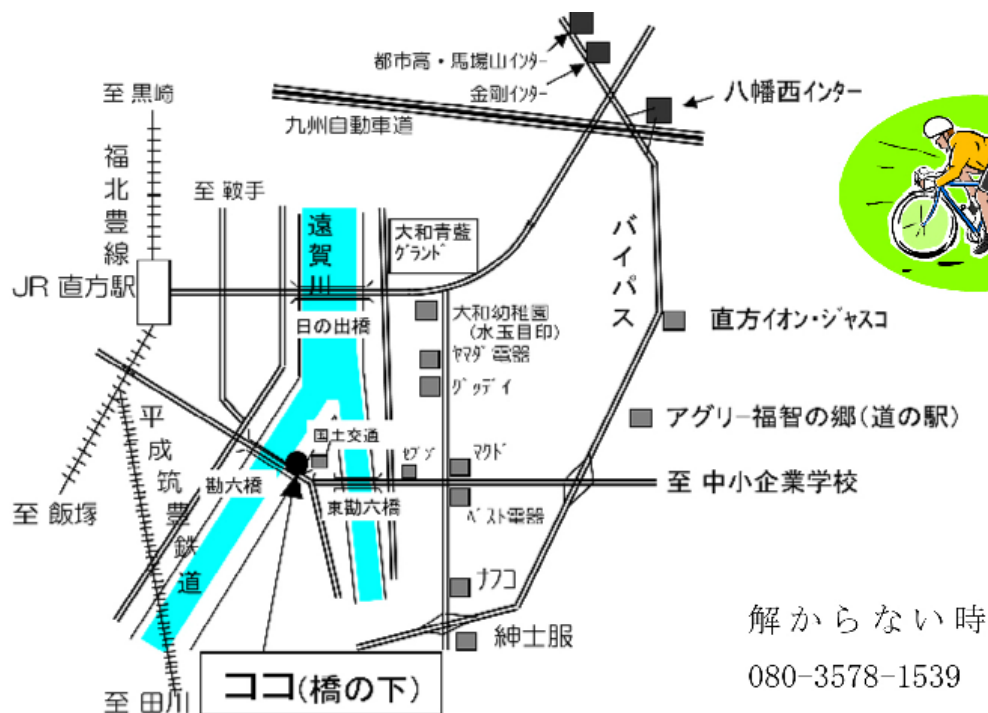 都市高・馬場山インター
金剛インター
八幡西インター
九州自動車道
至 黒崎
福北豊線
至 鞍手
遠賀川
大和青藍
グランド
バイパス
JR 直方駅
日の出橋
大和幼稚園
(水玉目印)
直方イオン・ジャスコ
ヤマダ電器
グッデイ
アグリー福智の郷(道の駅)
平成筑豊鉄道
国土交通
セブン
マクド
至 中小企業学校
勘六橋
東勘六橋
ベスト電器
至 飯塚
ナフコ
紳士服
ココ(橋の下)
至 田川
解からない時
080-3578-1539